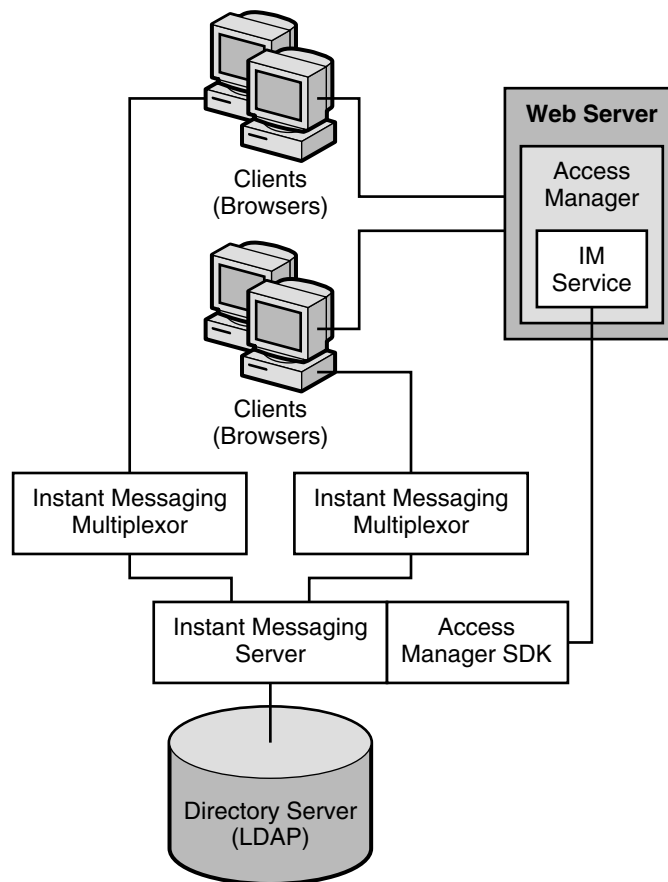 Clients
(Browsers)
Web Server
Access
Manager
IM
Service
Clients
(Browsers)
Instant Messaging
Multiplexor
Instant Messaging
Multiplexor
Instant Messaging
Server
Access
Manager SDK
Directory Server
(LDAP)